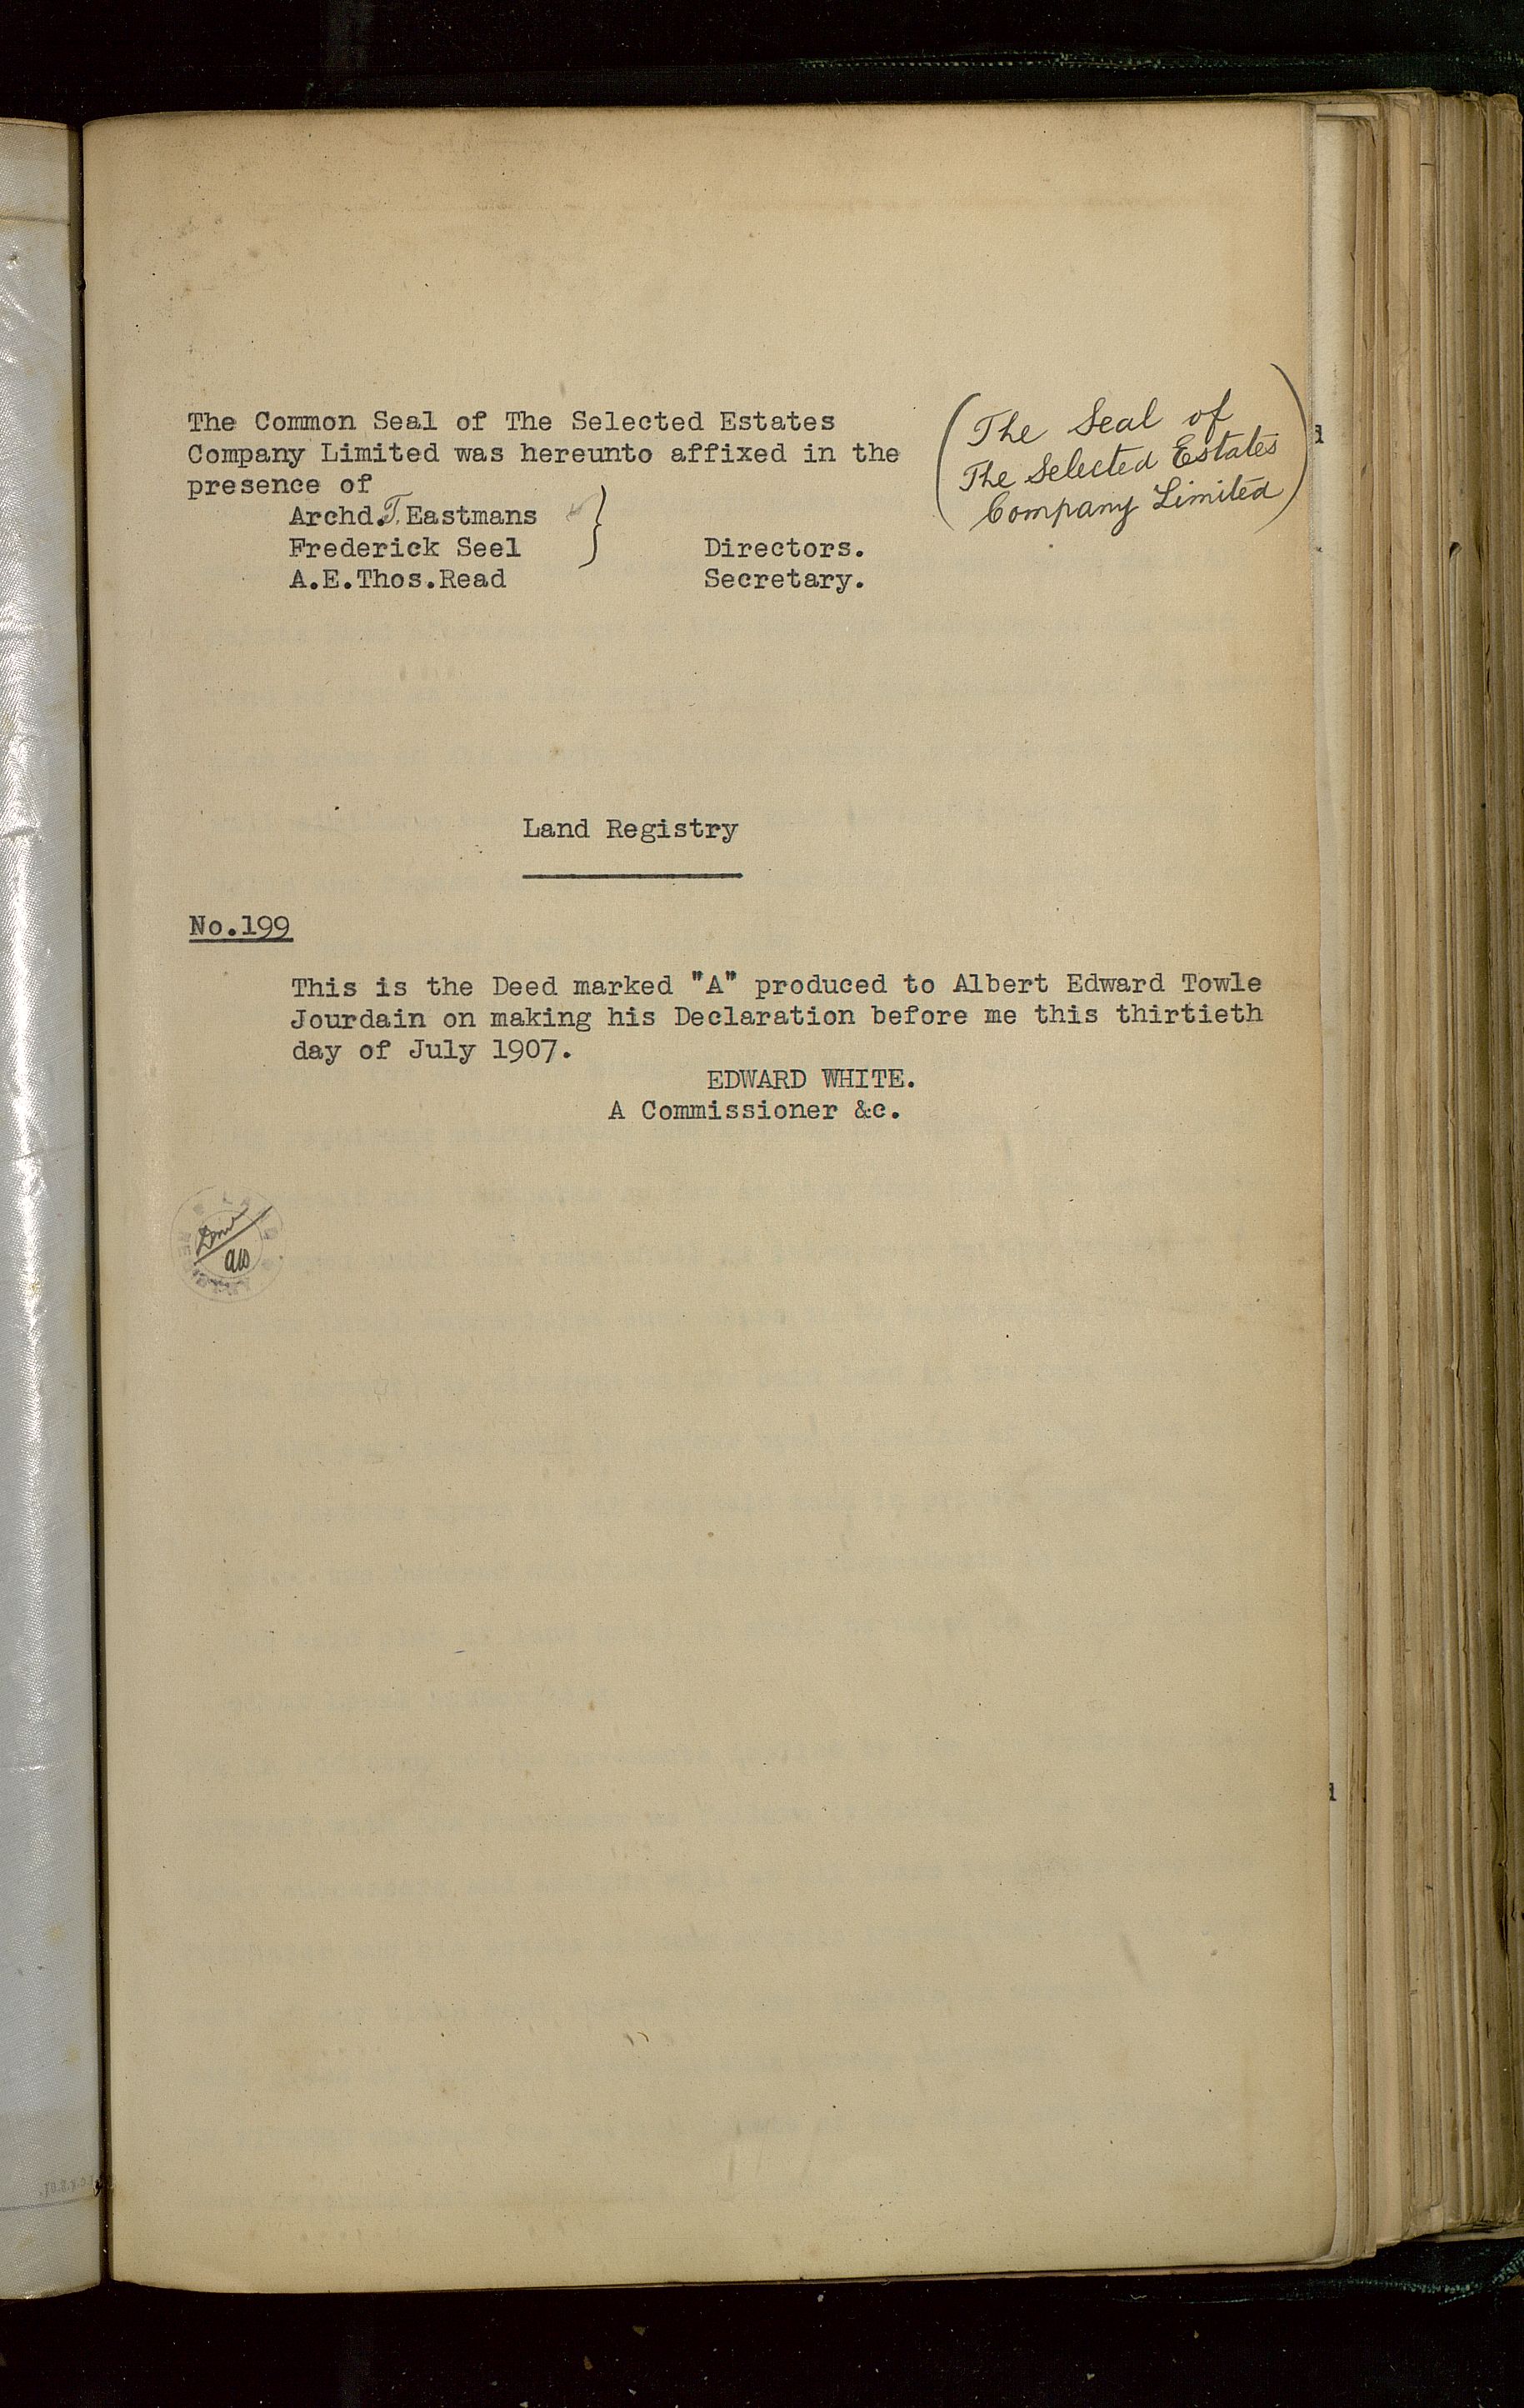 The Common Seal of The Selected Estates
Company Limited was hereunto affixed in the
presence of
Archd.T.Eastmans
Frederick Seel } Directors.
A.E.Thos.Read Secretary.
(The Seal of
The Selected Estates
Company Limited)
Land Registry
No.199
This is the Deed marked "A" produced to Albert Edward Towle
Jourdain on making his Declaration before me this thirtieth
day of July 1907.
EDWARD WHITE.
A Commissioner &c.